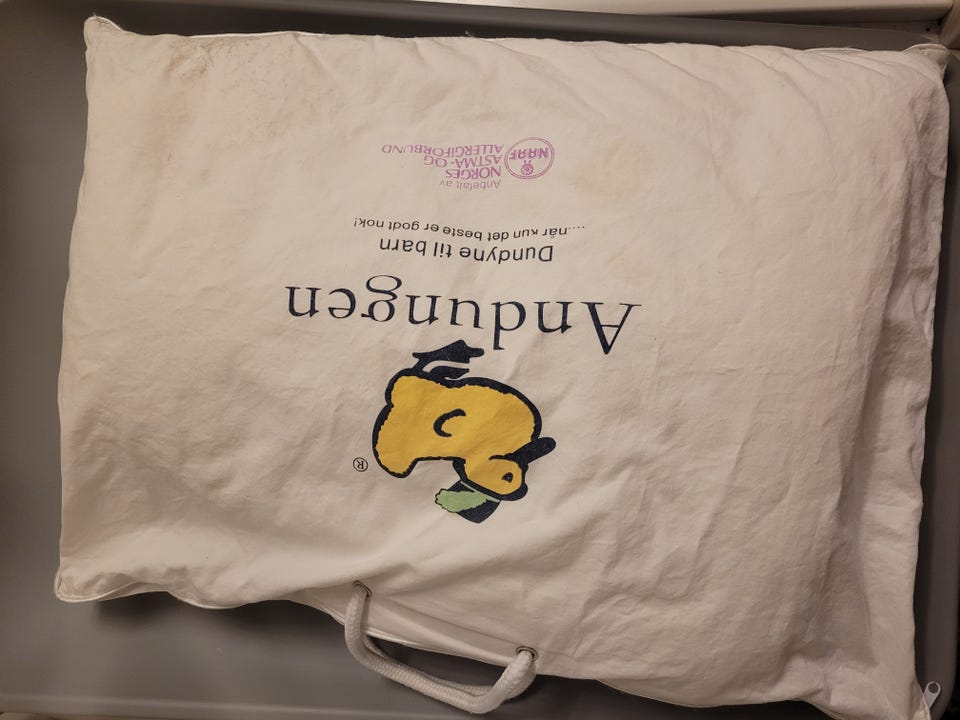 ®
Andungen
Dundyne til barn
....når kun det beste er godt nok!
Anbefalt av
NORGES
ASTMA- OG
ALLERGIFORBUND
NAAF